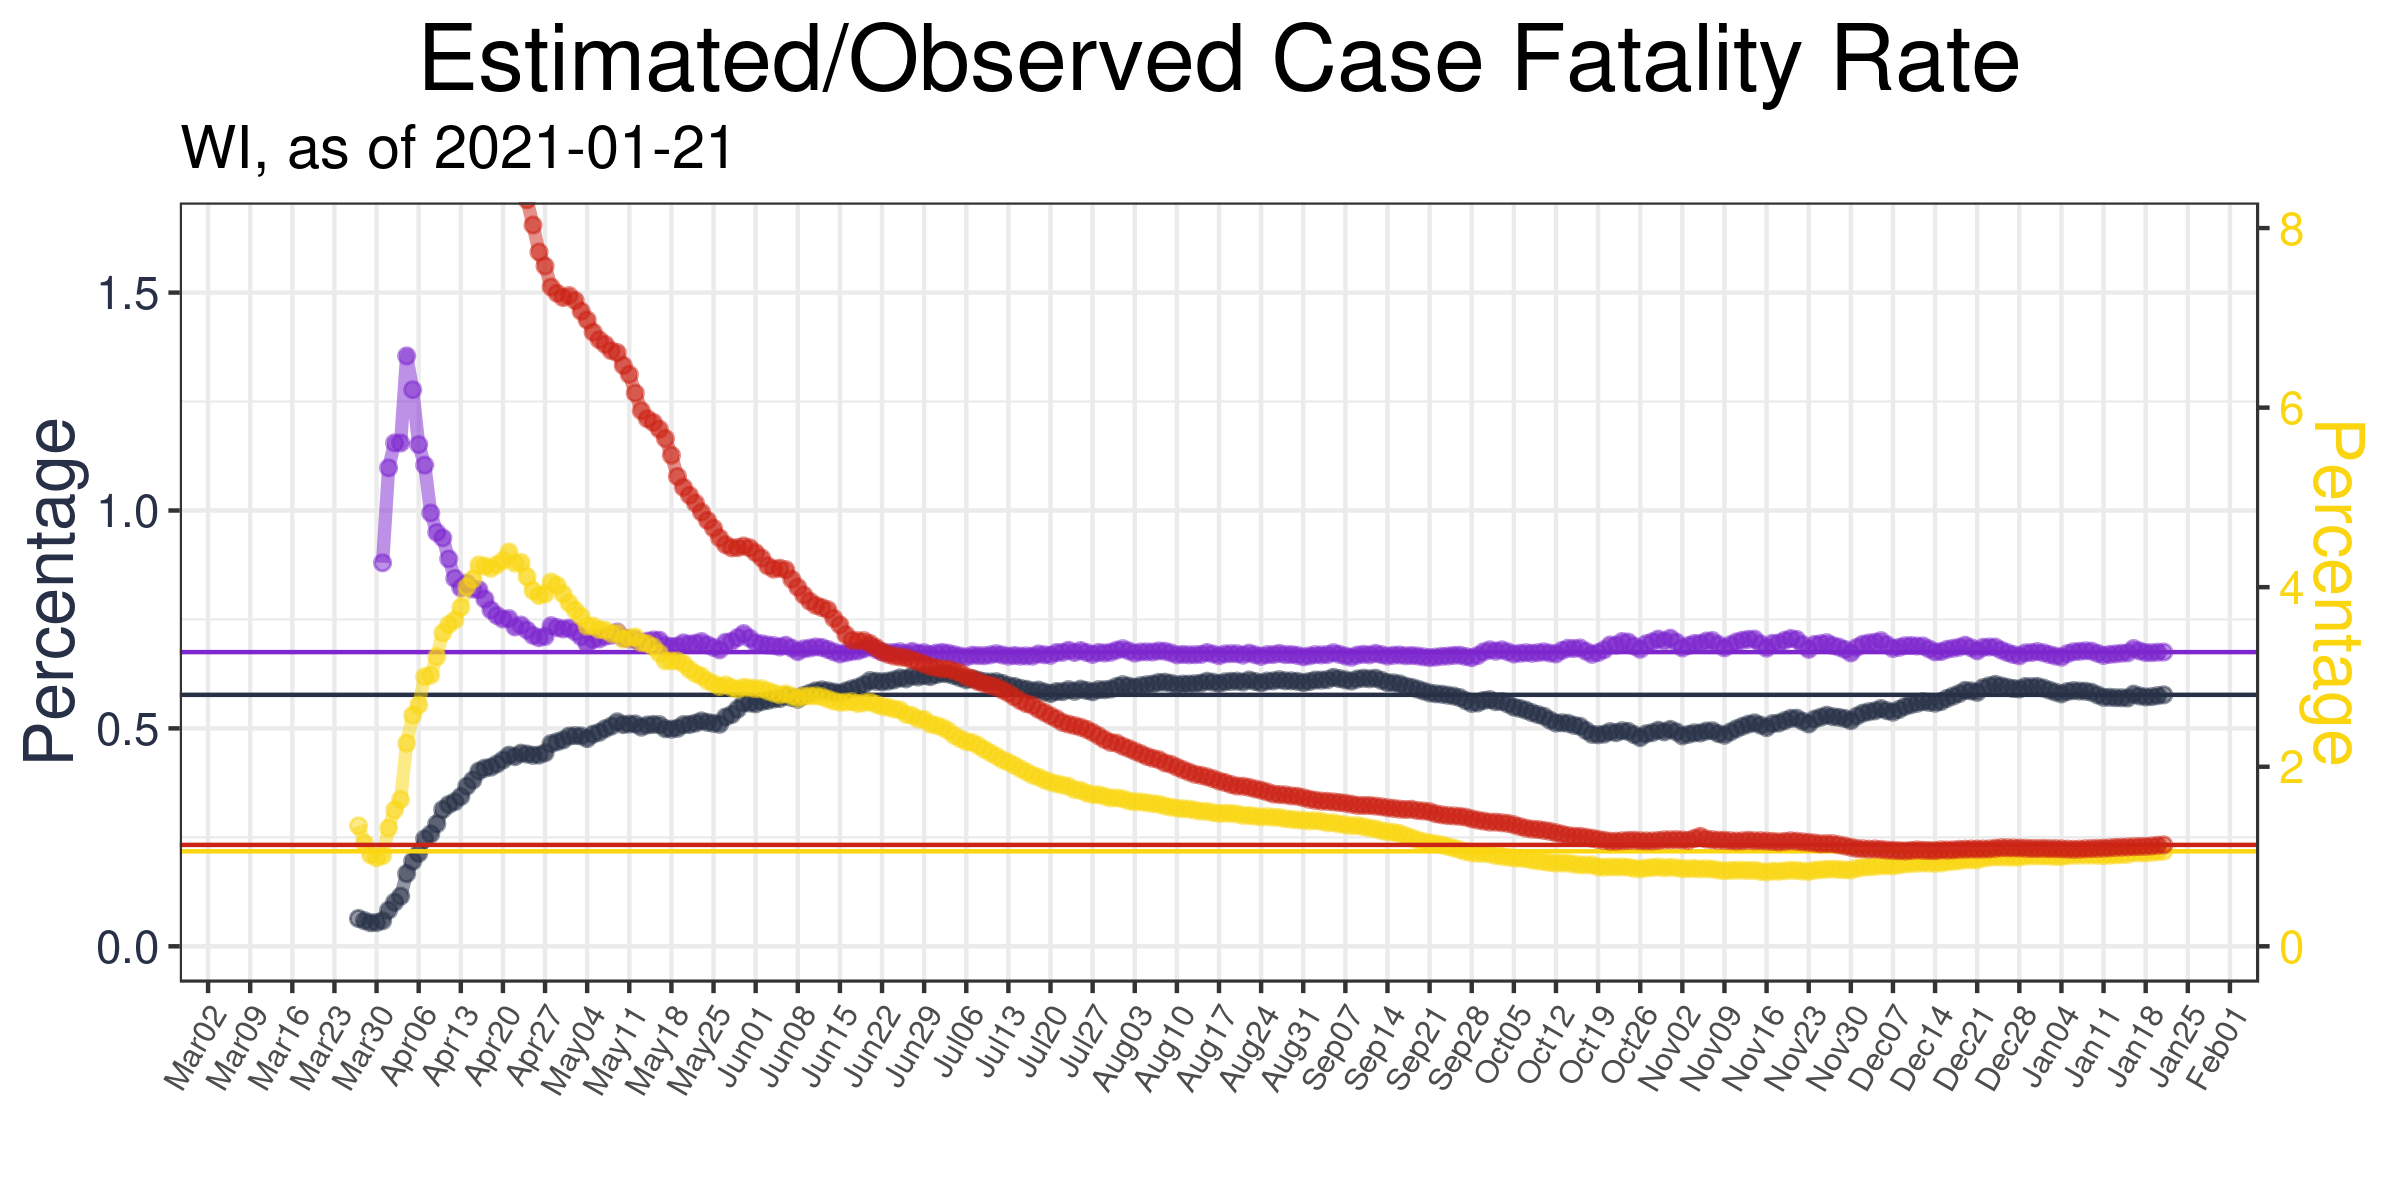 Estimated/Observed Case Fatality Rate
WI, as of 2021-01-21
Percentage
1.5
1.0
0.5
0.0
8
6
4
2
0
Percentage
Mar02
Mar09
Mar16
Mar23
Mar30
Apr06
Apr13
Apr20
Apr27
May04
May11
May18
May25
Jun01
Jun08
Jun15
Jun22
Jun29
Jul06
Jul13
Jul20
Jul27
Aug03
Aug10
Aug17
Aug24
Aug31
Sep07
Sep14
Sep21
Sep28
Oct05
Oct12
Oct19
Oct26
Nov02
Nov09
Nov16
Nov23
Nov30
Dec07
Dec14
Dec21
Dec28
Jan04
Jan11
Jan18
Jan25
Feb01